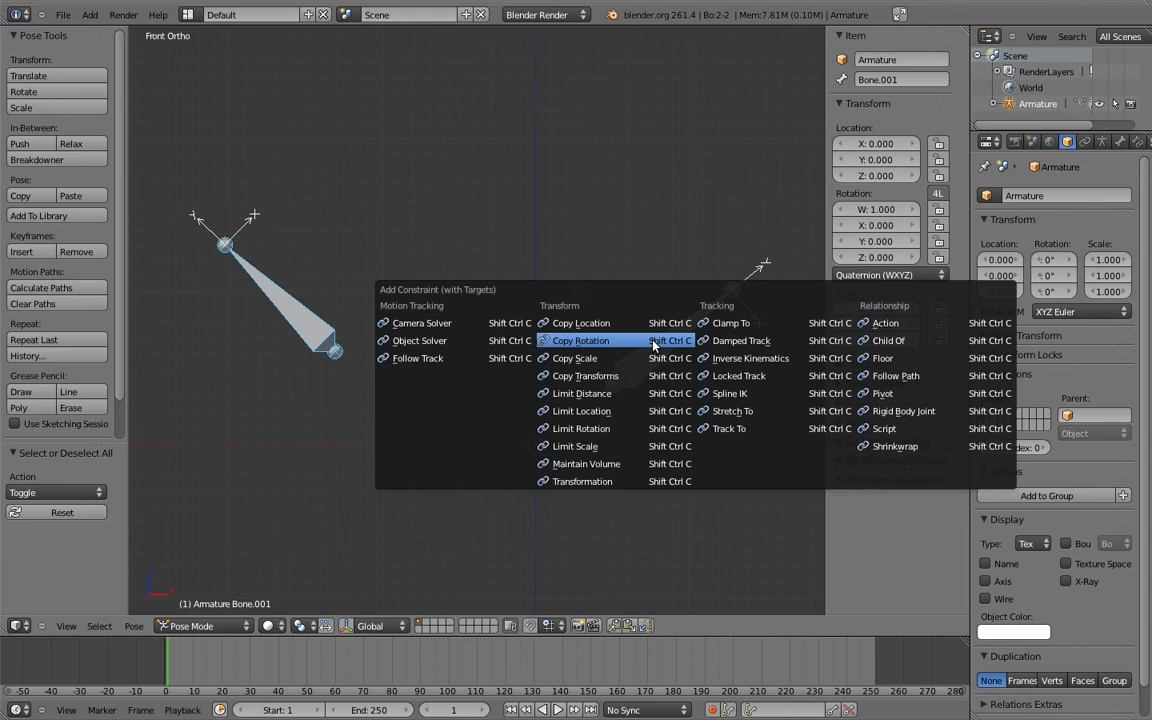 File Add Render Help Default Scene Blender Render blender.org 261.4 | Bo:2-2 | Mem:7.81M (0.10M) | Armature
View Search All Scenes
Pose Tools
Transform:
Translate
Rotate
Scale
In-Between:
Push Relax
Breakdowner
Pose:
Copy Paste
Add To Library
Keyframes:
Insert Remove
Motion Paths:
Calculate Paths
Clear Paths
Repeat:
Repeat Last
History...
Grease Pencil:
Draw Line
Poly Erase
Use Sketching Sessio
Select or Deselect All
Action
Toggle
Reset
Front Ortho
Add Constraint (with Targets)
Motion Tracking Transform Tracking Relationship
Camera Solver Shift Ctrl C Copy Location Shift Ctrl C Clamp To Shift Ctrl C Action Shift Ctrl C
Object Solver Shift Ctrl C Copy Rotation Shift Ctrl C Damped Track Shift Ctrl C Child Of Shift Ctrl C
Follow Track Shift Ctrl C Copy Scale Shift Ctrl C Inverse Kinematics Shift Ctrl C Floor Shift Ctrl C
Copy Transforms Shift Ctrl C Locked Track Shift Ctrl C Follow Path Shift Ctrl C
Limit Distance Shift Ctrl C Spline IK Shift Ctrl C Pivot Shift Ctrl C
Limit Location Shift Ctrl C Stretch To Shift Ctrl C Rigid Body Joint Shift Ctrl C
Limit Rotation Shift Ctrl C Track To Shift Ctrl C Script Shift Ctrl C
Limit Scale Shift Ctrl C Shrinkwrap Shift Ctrl C
Maintain Volume Shift Ctrl C
Transformation Shift Ctrl C
(1) Armature Bone.001
View Select Pose Pose Mode Global
Item
Armature
Bone.001
Transform
Location:
X: 0.000
Y: 0.000
Z: 0.000
Rotation: 4L
W: 1.000
X: 0.000
Y: 0.000
Z: 0.000
Quaternion (WXYZ)
Scene
RenderLayers
World
Armature
Armature
Armature
Transform
Location: Rotation: Scale:
0.000 0° 1.000
0.000 0° 1.000
0.000 0° 1.000
XYZ Euler
Parent:
Object
Add to Group
Display
Type: Tex Bou Bo
Name Texture Space
Axis X-Ray
Wire
Object Color:
Duplication
None Frames Verts Faces Group
Relations Extras
-50 -40 -30 -20 -10 0 10 20 30 40 50 60 70 80 90 100 110 120 130 140 150 160 170 180 190 200 210 220 230 240 250 260 270 280
View Marker Frame Playback Start: 1 End: 250 1 No Sync